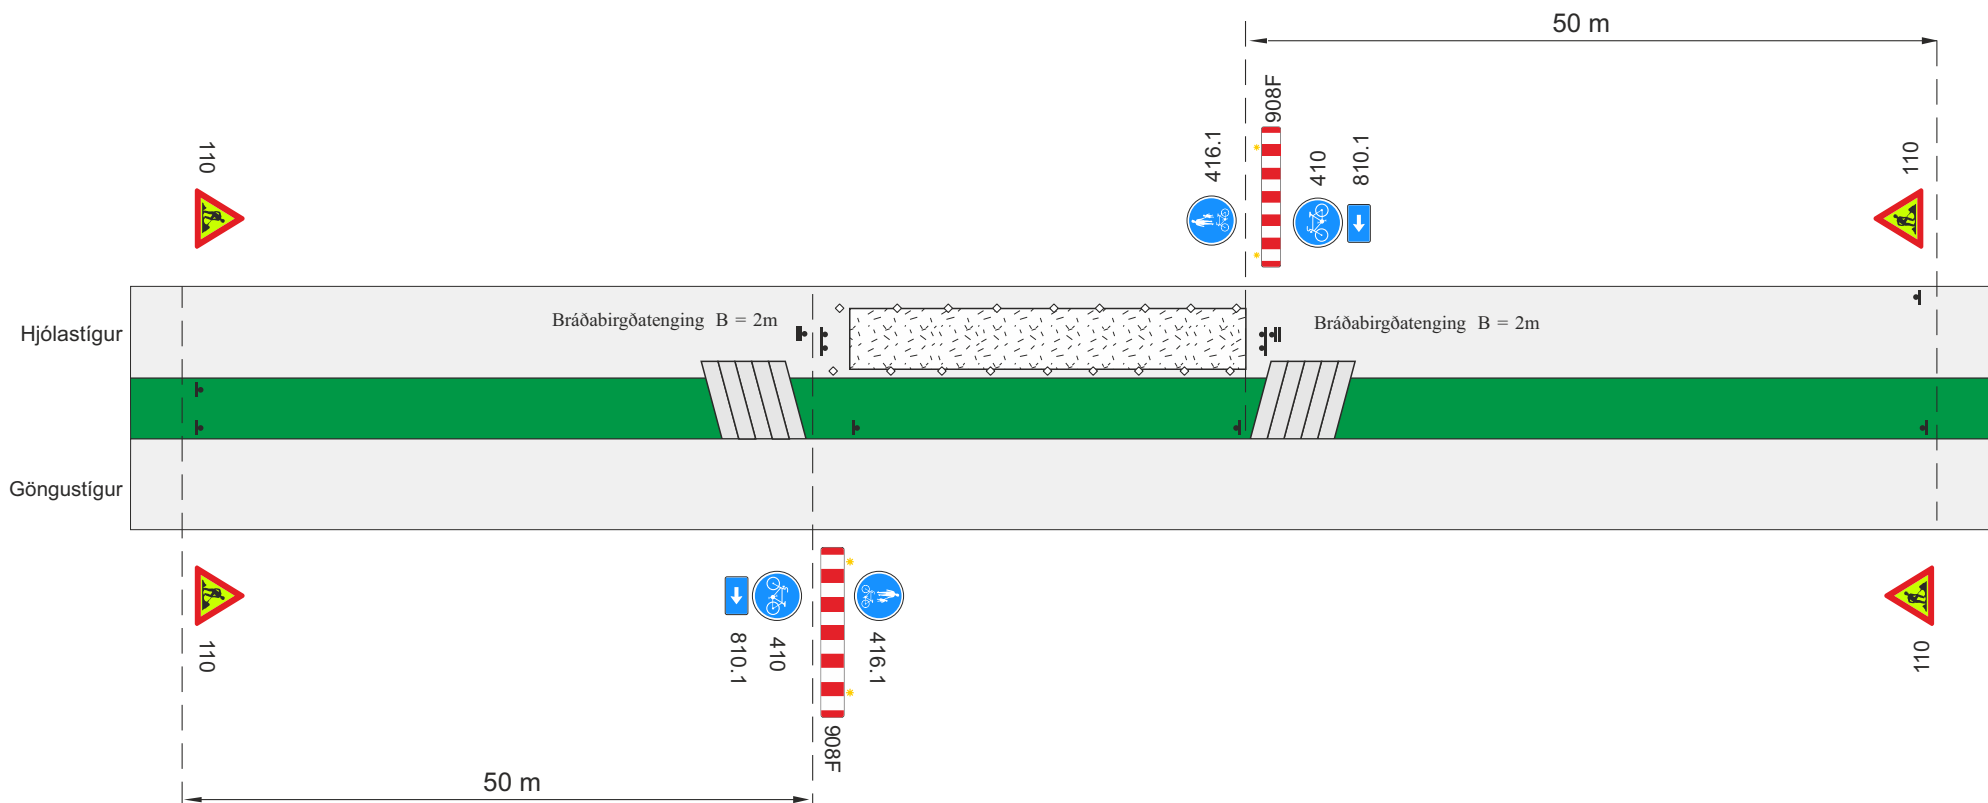 50 m
908F
416.1
410
810.1
110
110
Hjólastígur
Bráðabirgðatenging B = 2m
Bráðabirgðatenging B = 2m
Göngustígur
110
810.1
410
416.1
110
908F
50 m